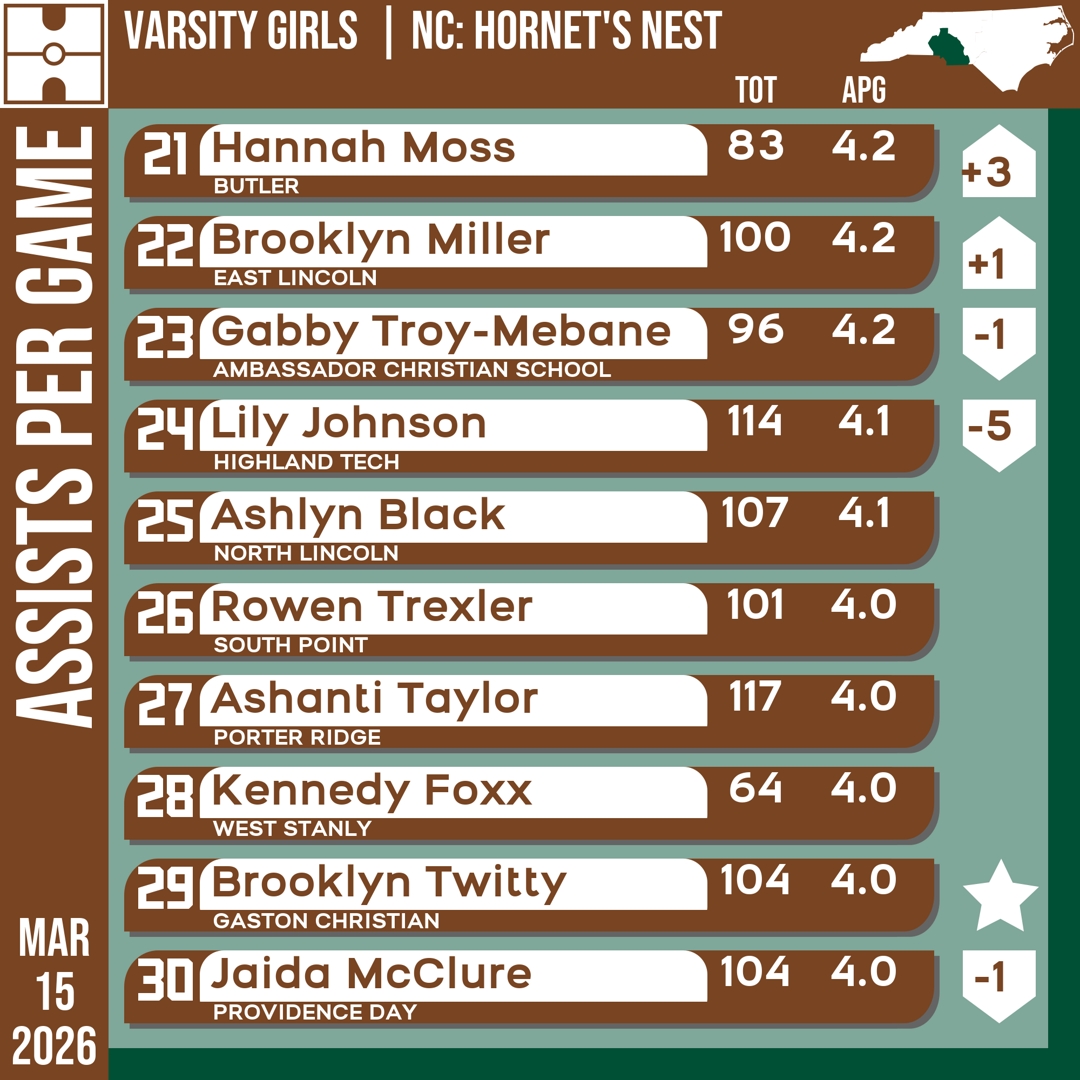 VARSITY GIRLS | NC: HORNET'S NEST
TOT APG
ASSISTS PER GAME
21 Hannah Moss 83 4.2 +3
BUTLER
22 Brooklyn Miller 100 4.2 +1
EAST LINCOLN
23 Gabby Troy-Mebane 96 4.2 -1
AMBASSADOR CHRISTIAN SCHOOL
24 Lily Johnson 114 4.1 -5
HIGHLAND TECH
25 Ashlyn Black 107 4.1
NORTH LINCOLN
26 Rowen Trexler 101 4.0
SOUTH POINT
27 Ashanti Taylor 117 4.0
PORTER RIDGE
28 Kennedy Foxx 64 4.0
WEST STANLY
29 Brooklyn Twitty 104 4.0
GASTON CHRISTIAN
30 Jaida McClure 104 4.0 -1
PROVIDENCE DAY
MAR
15
2026